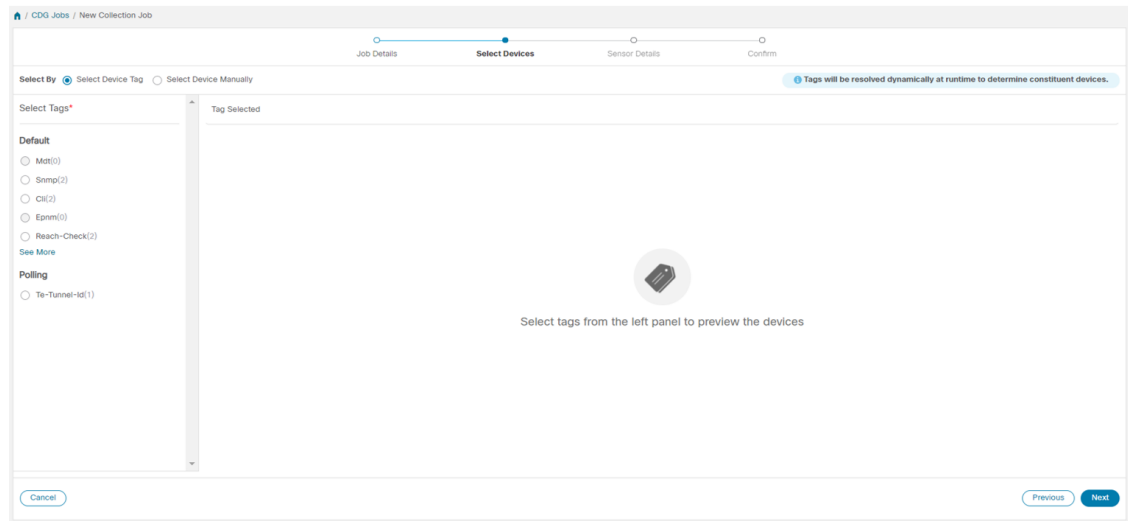 / CDG Jobs / New Collection Job
Job Details
Select Devices
Sensor Details
Confirm
Select By Select Device Tag Select Device Manually
Tags will be resolved dynamically at runtime to determine constituent devices.
Select Tags*
Tag Selected
Default
Mdt(0)
Snmp(2)
Cli(2)
Epnm(0)
Reach-Check(2)
See More
Polling
Te-Tunnel-Id(1)
Select tags from the left panel to preview the devices
Cancel
Previous
Next